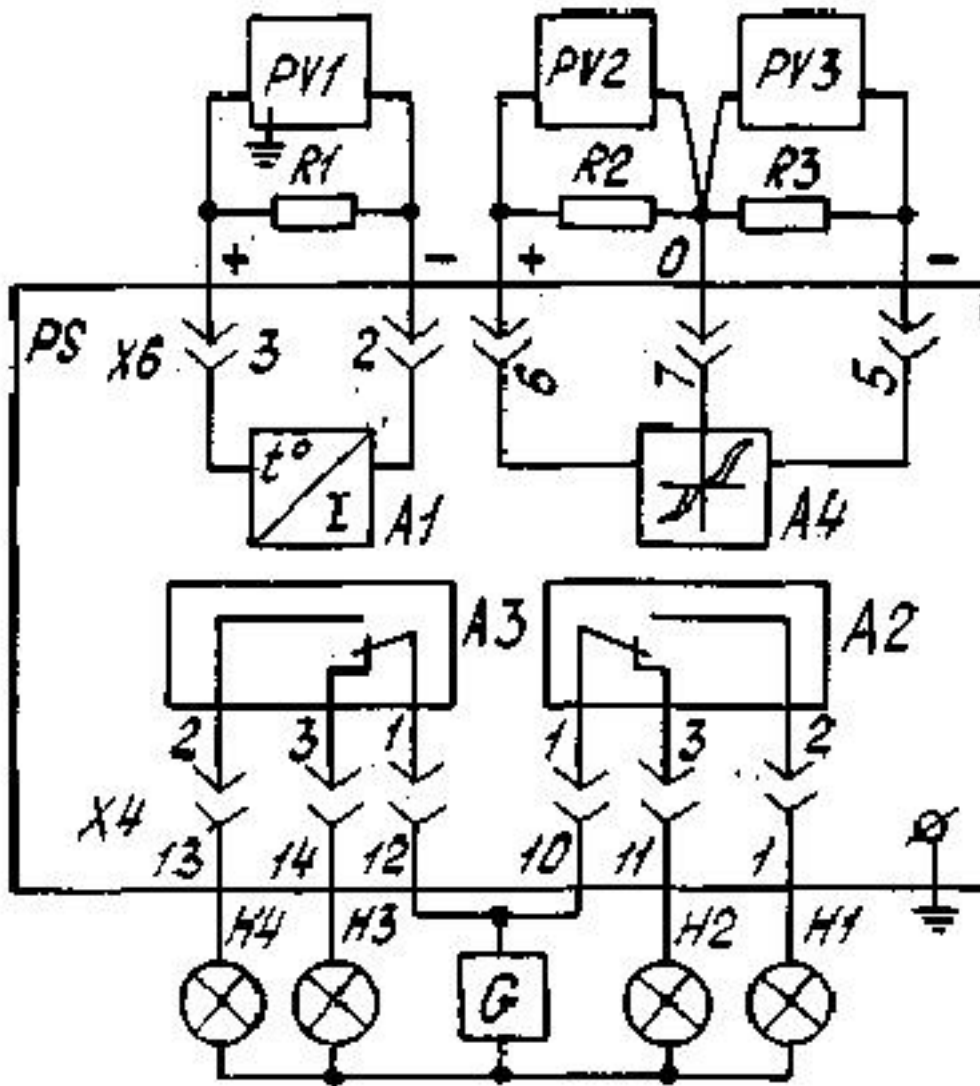 PV1 PV2 PV3
R1 R2 R3
+ - + 0 -
PS X6 3 2 6 7 5
t° I A1 A4
A3 A2
2 3 1 1 3 2
X4
13 14 12 10 11 1
H4 H3 G H2 H1